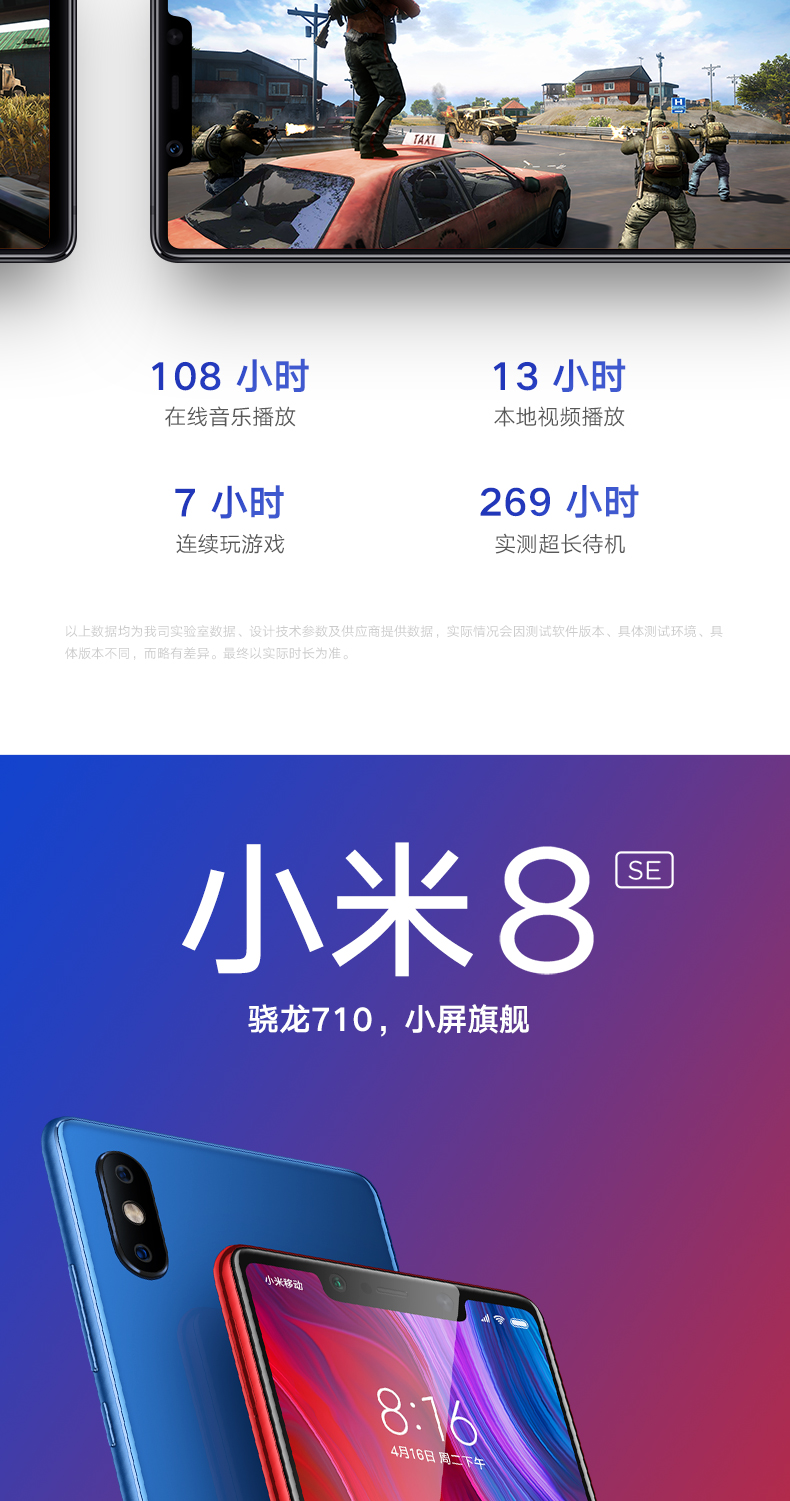 TAXI
H
108 小时
13 小时
在线音乐播放
本地视频播放
7 小时
269 小时
连续玩游戏
实测超长待机
以上数据均为我司实验室数据、设计技术参数及供应商提供数据，实际情况会因测试软件版本、具体测试环境、具
体版本不同，而略有差异。最终以实际时长为准。
小米8 SE
骁龙710，小屏旗舰
小米移动
8:16
4月16日 周二下午